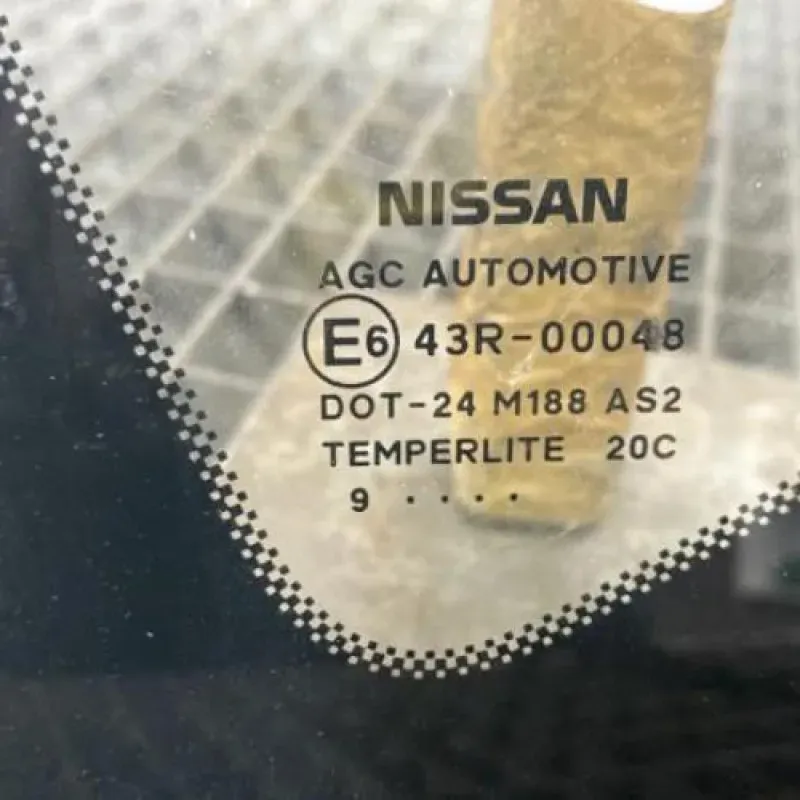 NISSAN
AGC AUTOMOTIVE
E6 43R-00048
DOT-24 M188 AS2
TEMPERLITE 20C
9 · · · ·